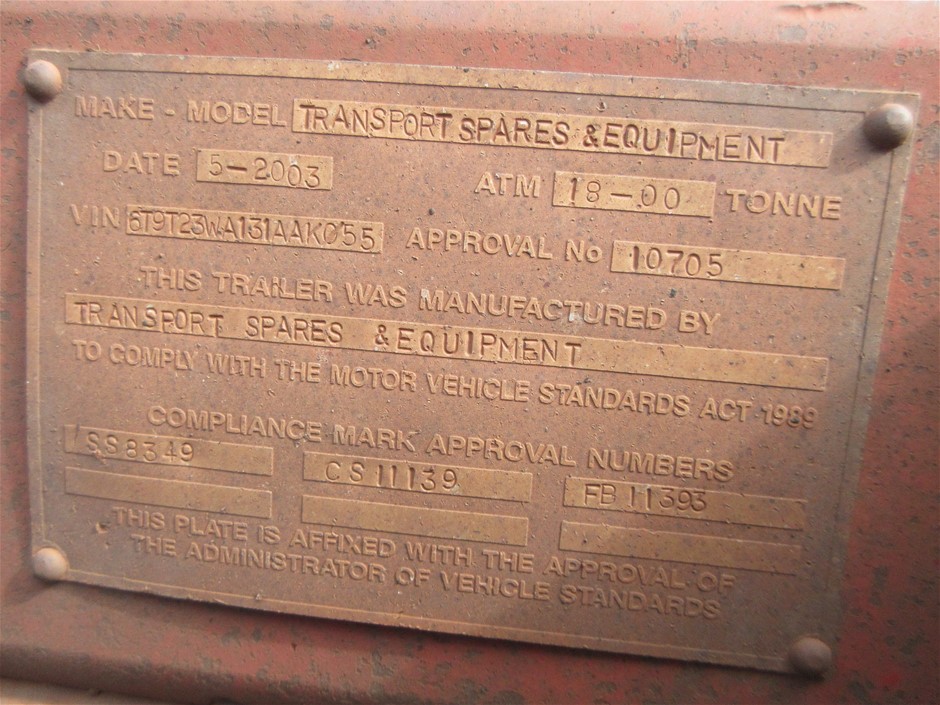 MAKE - MODEL TRANSPORT SPARES & EQUIPMENT
DATE 5-2003 ATM 18-00 TONNE
VIN 6T9T23WA131AAK055 APPROVAL No 10705
THIS TRAILER WAS MANUFACTURED BY
TRANSPORT SPARES & EQUIPMENT
TO COMPLY WITH THE MOTOR VEHICLE STANDARDS ACT 1989
COMPLIANCE MARK APPROVAL NUMBERS
SS8349 CS11139 FB11393
THIS PLATE IS AFFIXED WITH THE APPROVAL OF
THE ADMINISTRATOR OF VEHICLE STANDARDS